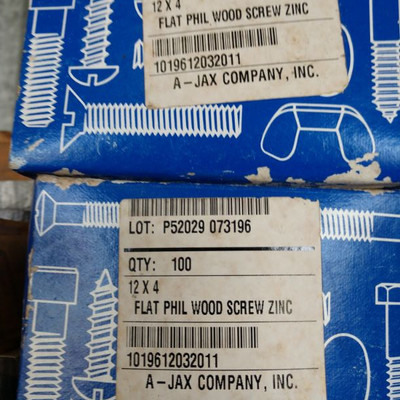 12 X 4
FLAT PHIL WOOD SCREW ZINC
1019612032011
A-JAX COMPANY, INC.
LOT: P52029 073196
QTY: 100
12 X 4
FLAT PHIL WOOD SCREW ZINC
1019612032011
A-JAX COMPANY, INC.